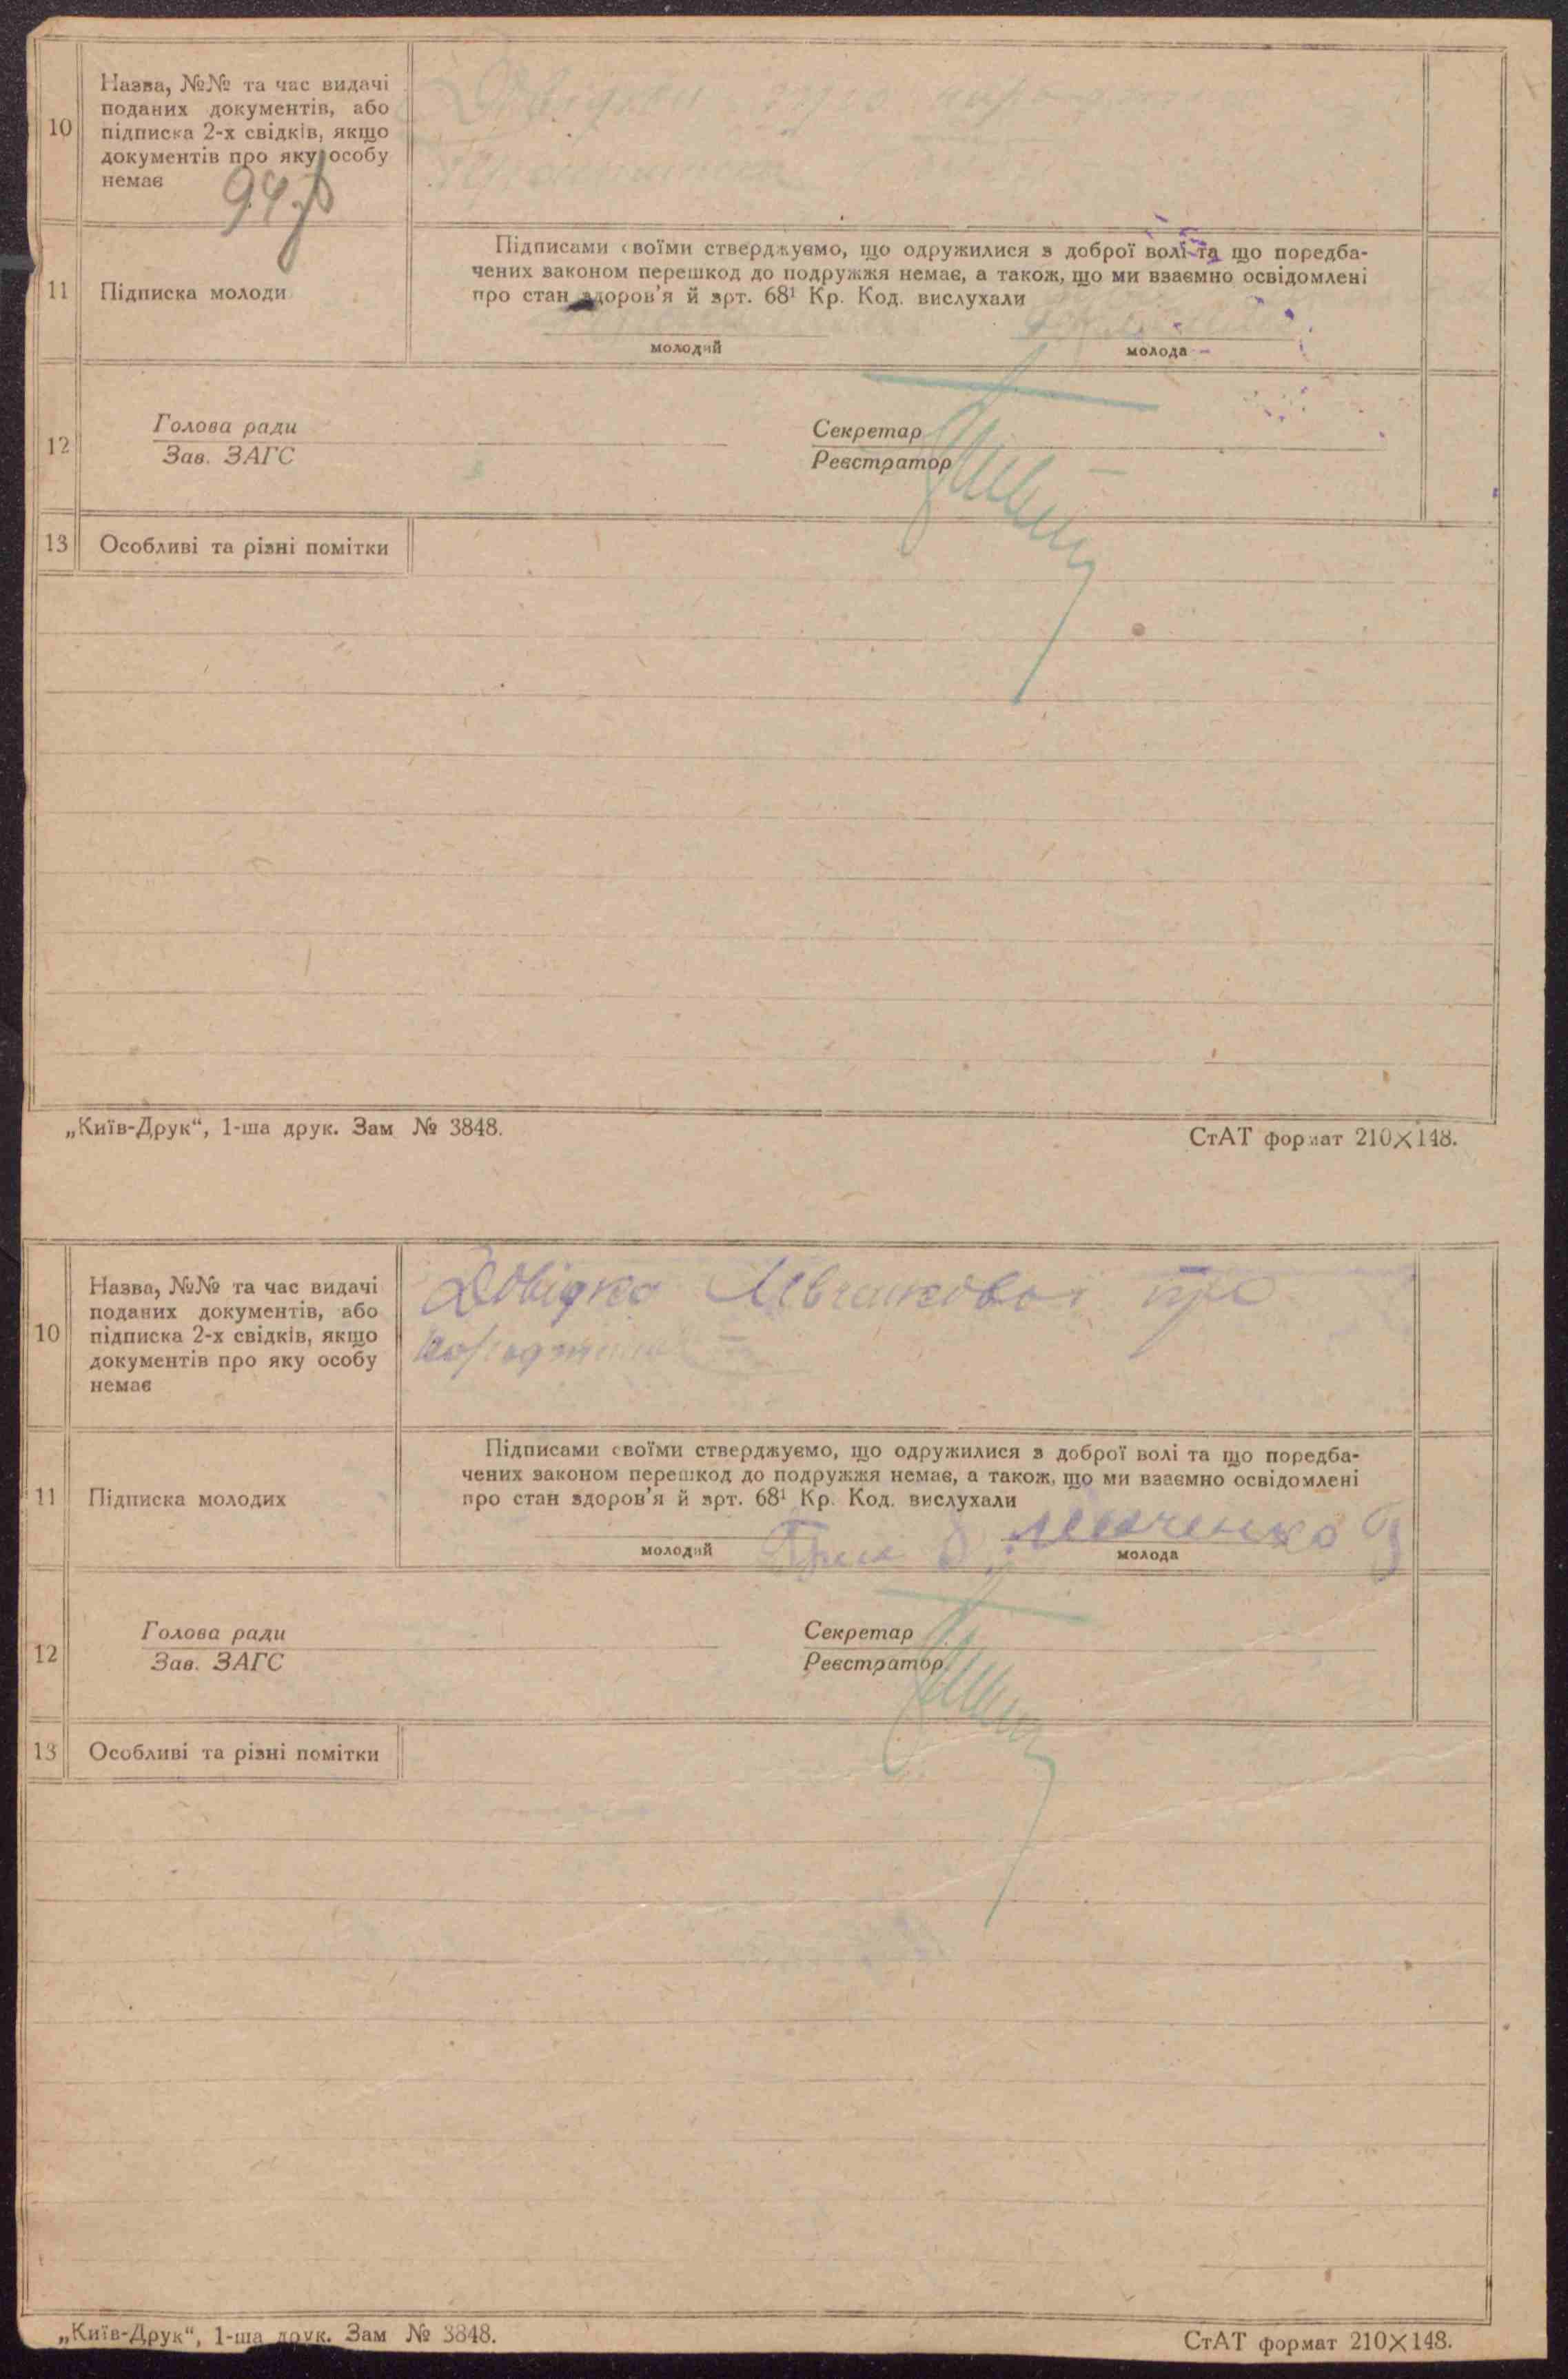 10
Назва, №№ та час видачі
поданих документів, або
підписка 2-х свідків, якщо
документів про яку особу
немає
94
Підписами своїми стверджуємо, що одружилися з доброї волі та що поредба-
чених законом перешкод до подружжя немає, а також, що ми взаємно освідомлені
про стан здоров'я й арт. 68¹ Кр. Код. вислухали
11
Підписка молоди
молодий
молода
12
Голова ради
Зав. ЗАГС
Секретар
Реєстратор
13
Особливі та різні помітки
„Київ-Друк“, 1-ша друк. Зам № 3848.
СтАТ формат 210×148.
10
Назва, №№ та час видачі
поданих документів, або
підписка 2-х свідків, якщо
документів про яку особу
немає
Довідка про
Підписами своїми стверджуємо, що одружилися з доброї волі та що поредба-
чених законом перешкод до подружжя немає, а також, що ми взаємно освідомлені
про стан здоров'я й арт. 68¹ Кр. Код. вислухали
11
Підписка молодих
молодий
молода
12
Голова ради
Зав. ЗАГС
Секретар
Реєстратор
13
Особливі та різні помітки
„Київ-Друк“, 1-ша друк. Зам № 3848.
СтАТ формат 210×148.